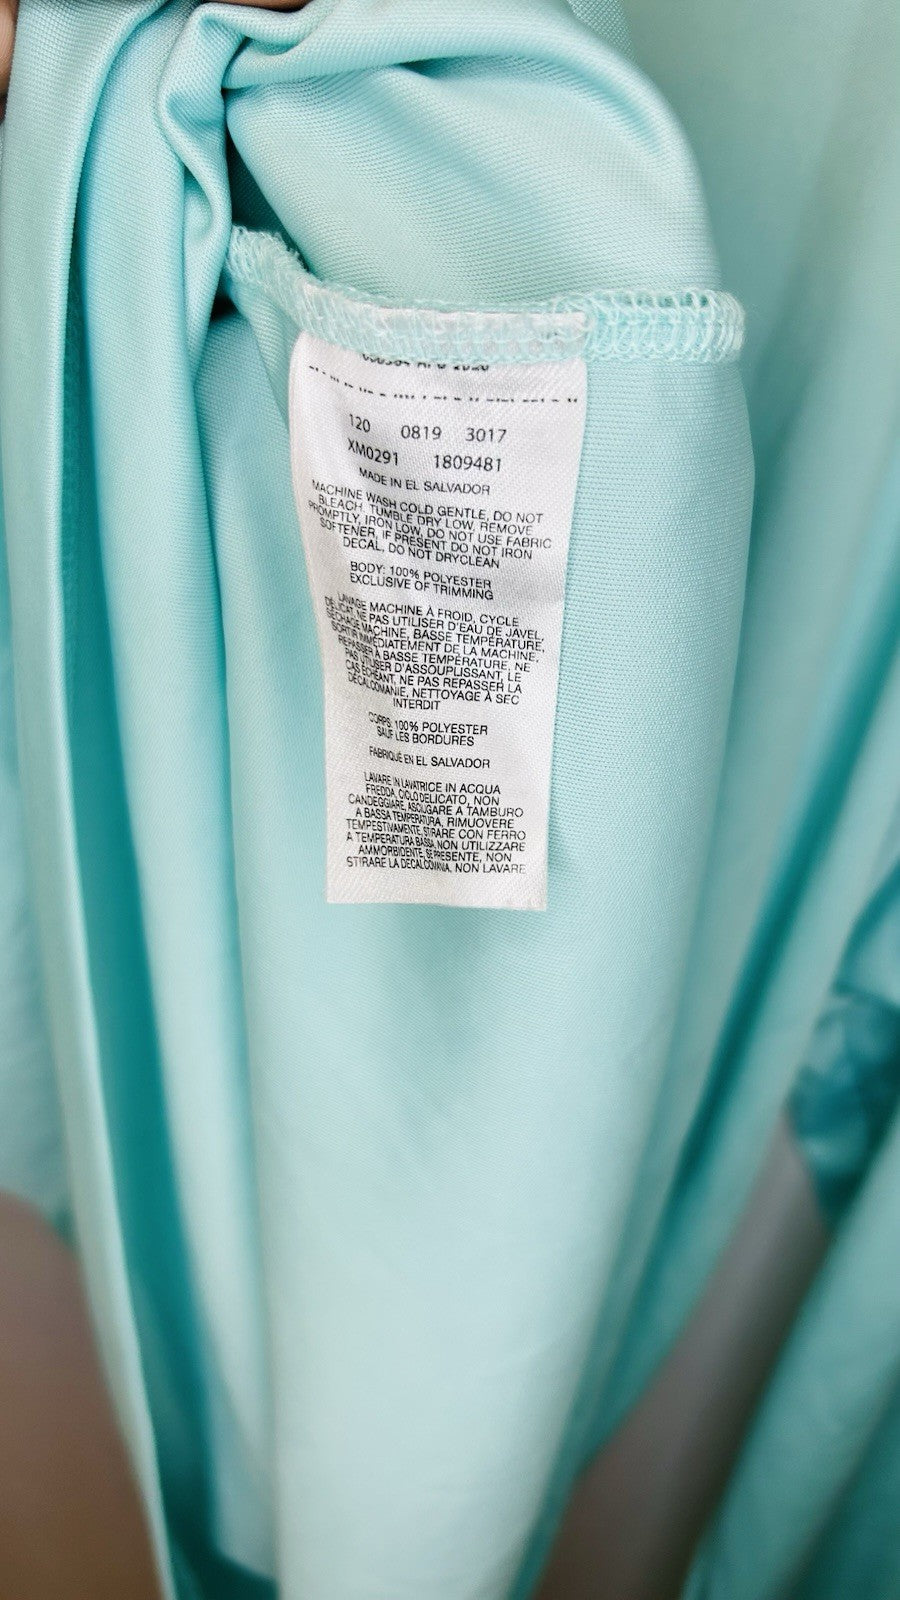 120 0819 3017
XM0291 1809481
MADE IN EL SALVADOR
MACHINE WASH COLD GENTLE, DO NOT
BLEACH, TUMBLE DRY LOW, REMOVE
PROMPTLY, IRON LOW, DO NOT USE FABRIC
SOFTENER, IF PRESENT DO NOT IRON
DECAL, DO NOT DRYCLEAN
BODY: 100% POLYESTER
EXCLUSIVE OF TRIMMING
LAVAGE MACHINE À FROID, CYCLE
DÉLICAT, NE PAS UTILISER D'EAU DE JAVEL,
SÉCHAGE MACHINE, BASSE TEMPÉRATURE,
SORTIR IMMÉDIATEMENT DE LA MACHINE,
REPASSER À BASSE TEMPÉRATURE, NE
PAS UTILISER D'ASSOUPLISSANT, LE
CAS ÉCHÉANT, NE PAS REPASSER LA
DÉCALCOMANIE, NETTOYAGE À SEC
INTERDIT
CORPS: 100% POLYESTER
SAUF LES BORDURES
FABRIQUÉ EN EL SALVADOR
LAVARE IN LAVATRICE IN ACQUA
FREDDA, CICLO DELICATO, NON
CANDEGGIARE, ASCIUGARE A TAMBURO
A BASSA TEMPERATURA, RIMUOVERE
TEMPESTIVAMENTE, STIRARE CON FERRO
A TEMPERATURA BASSA, NON UTILIZZARE
AMMORBIDENTE, SE PRESENTE, NON
STIRARE LA DECALCOMANIA, NON LAVARE